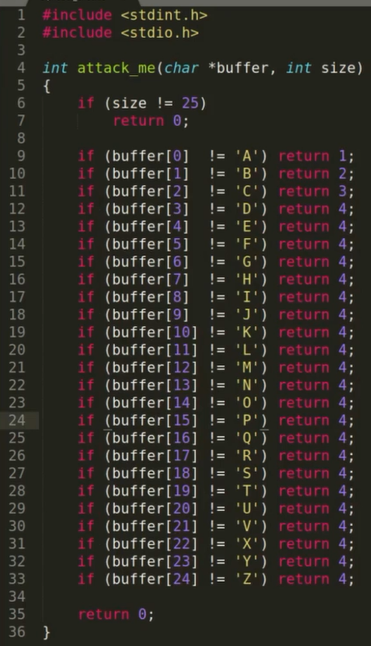 1 #include <stdint.h>
2 #include <stdio.h>
3
4 int attack_me(char *buffer, int size)
5 {
6     if (size != 25)
7         return 0;
8
9     if (buffer[0]  != 'A') return 1;
10     if (buffer[1]  != 'B') return 2;
11     if (buffer[2]  != 'C') return 3;
12     if (buffer[3]  != 'D') return 4;
13     if (buffer[4]  != 'E') return 4;
14     if (buffer[5]  != 'F') return 4;
15     if (buffer[6]  != 'G') return 4;
16     if (buffer[7]  != 'H') return 4;
17     if (buffer[8]  != 'I') return 4;
18     if (buffer[9]  != 'J') return 4;
19     if (buffer[10] != 'K') return 4;
20     if (buffer[11] != 'L') return 4;
21     if (buffer[12] != 'M') return 4;
22     if (buffer[13] != 'N') return 4;
23     if (buffer[14] != 'O') return 4;
24     if (buffer[15] != 'P') return 4;
25     if (buffer[16] != 'Q') return 4;
26     if (buffer[17] != 'R') return 4;
27     if (buffer[18] != 'S') return 4;
28     if (buffer[19] != 'T') return 4;
29     if (buffer[20] != 'U') return 4;
30     if (buffer[21] != 'V') return 4;
31     if (buffer[22] != 'X') return 4;
32     if (buffer[23] != 'Y') return 4;
33     if (buffer[24] != 'Z') return 4;
34
35     return 0;
36 }